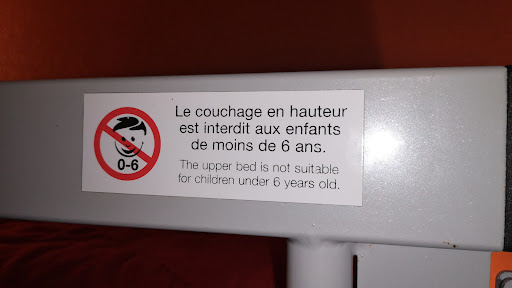 Le couchage en hauteur
est interdit aux enfants
de moins de 6 ans.
The upper bed is not suitable
for children under 6 years old.
0-6